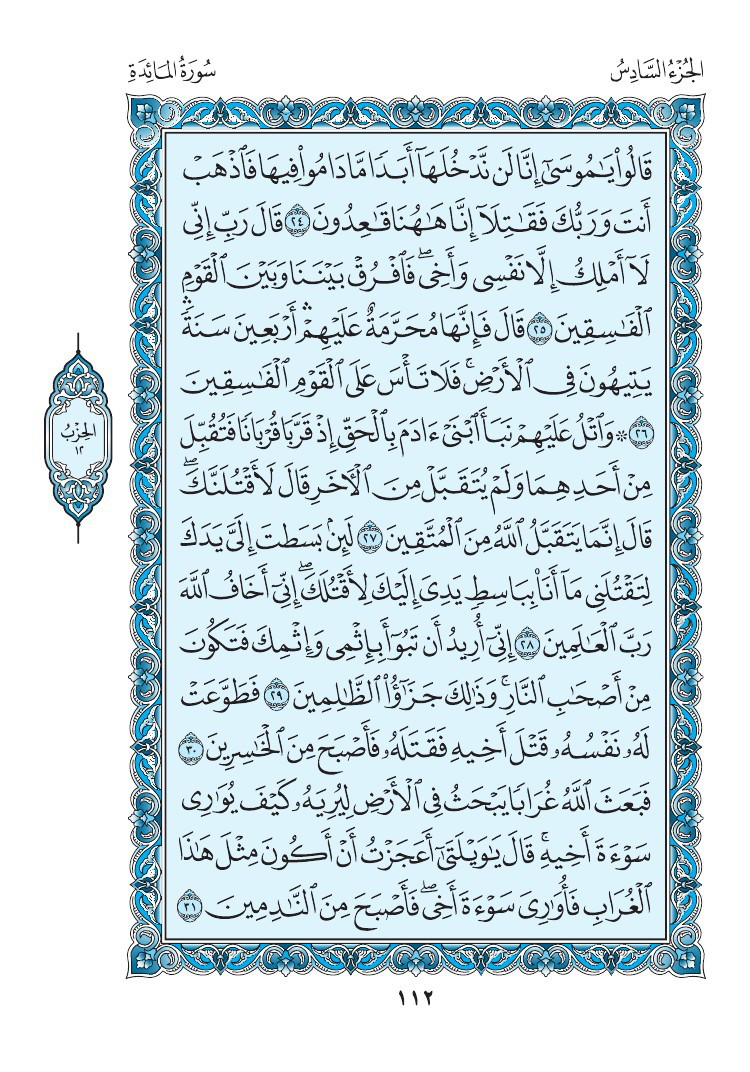 الجُزْءُ السَّادِسُ
سُورَةُ المَائِدَةِ
قَالُواْ يَٰمُوسَىٰٓ إِنَّا لَن نَّدْخُلَهَآ أَبَدًا مَّا دَامُواْ فِيهَا فَٱذْهَبْ
أَنتَ وَرَبُّكَ فَقَٰتِلَآ إِنَّا هَٰهُنَا قَٰعِدُونَ ٢٤ قَالَ رَبِّ إِنِّى
لَآ أَمْلِكُ إِلَّا نَفْسِى وَأَخِىۖ فَٱفْرُقْ بَيْنَنَا وَبَيْنَ ٱلْقَوْمِ
ٱلْفَٰسِقِينَ ٢٥ قَالَ فَإِنَّهَا مُحَرَّمَةٌ عَلَيْهِمْۛ أَرْبَعِينَ سَنَةًۛ
يَتِيهُونَ فِى ٱلْأَرْضِۚ فَلَا تَأْسَ عَلَى ٱلْقَوْمِ ٱلْفَٰسِقِينَ
٢٦ ۞ وَٱتْلُ عَلَيْهِمْ نَبَأَ ٱبْنَىْ ءَادَمَ بِٱلْحَقِّ إِذْ قَرَّبَا قُرْبَانًا فَتُقُبِّلَ
مِنْ أَحَدِهِمَا وَلَمْ يُتَقَبَّلْ مِنَ ٱلْءَاخَرِ قَالَ لَأَقْتُلَنَّكَۖ
قَالَ إِنَّمَا يَتَقَبَّلُ ٱللَّهُ مِنَ ٱلْمُتَّقِينَ ٢٧ لَئِنۢ بَسَطتَ إِلَىَّ يَدَكَ
لِتَقْتُلَنِى مَآ أَنَا۠ بِبَاسِطٍ يَدِىَ إِلَيْكَ لِأَقْتُلَكَۖ إِنِّىٓ أَخَافُ ٱللَّهَ
رَبَّ ٱلْعَٰلَمِينَ ٢٨ إِنِّىٓ أُرِيدُ أَن تَبُوٓأَ بِإِثْمِى وَإِثْمِكَ فَتَكُونَ
مِنْ أَصْحَٰبِ ٱلنَّارِۚ وَذَٰلِكَ جَزَٰٓؤُاْ ٱلظَّٰلِمِينَ ٢٩ فَطَوَّعَتْ
لَهُۥ نَفْسُهُۥ قَتْلَ أَخِيهِ فَقَتَلَهُۥ فَأَصْبَحَ مِنَ ٱلْخَٰسِرِينَ ٣٠
فَبَعَثَ ٱللَّهُ غُرَابًا يَبْحَثُ فِى ٱلْأَرْضِ لِيُرِيَهُۥ كَيْفَ يُوَٰرِى
سَوْءَةَ أَخِيهِۚ قَالَ يَٰوَيْلَتَىٰٓ أَعَجَزْتُ أَنْ أَكُونَ مِثْلَ هَٰذَا
ٱلْغُرَابِ فَأُوَٰرِىَ سَوْءَةَ أَخِىۖ فَأَصْبَحَ مِنَ ٱلنَّٰدِمِينَ ٣١
الحِزْبُ
١٢
١١٢